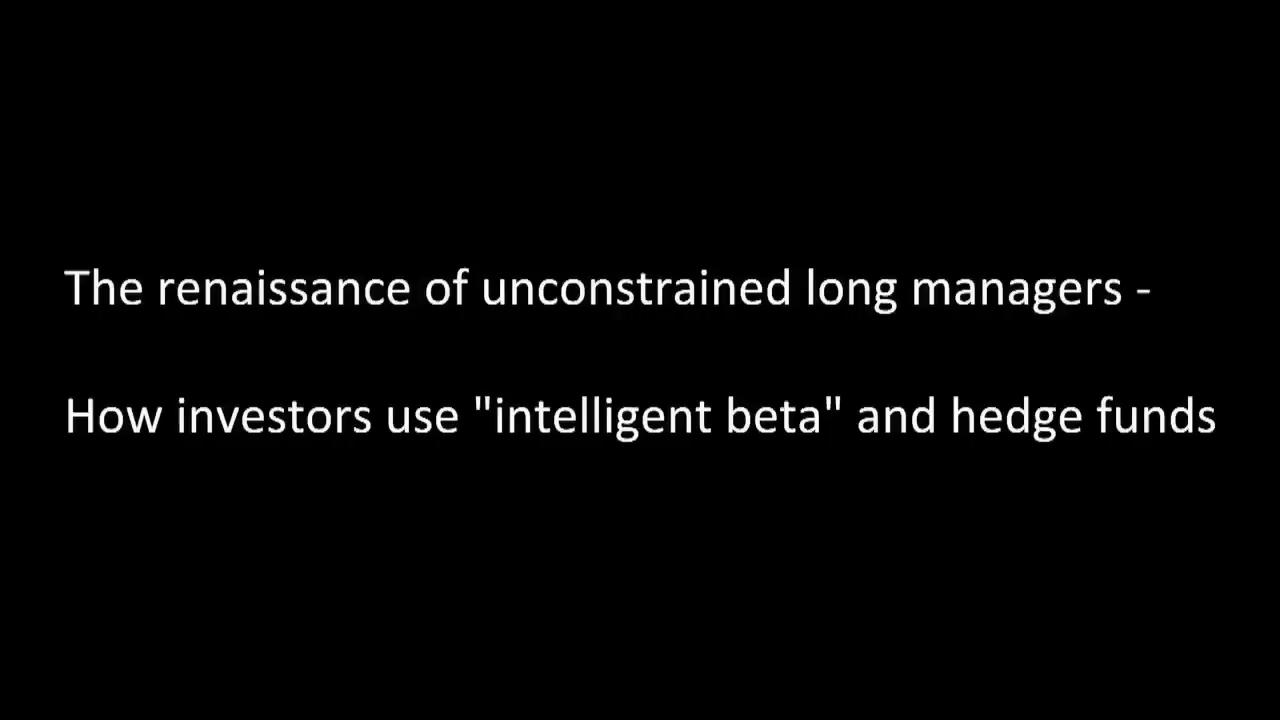 The renaissance of unconstrained long managers -
How investors use "intelligent beta" and hedge funds